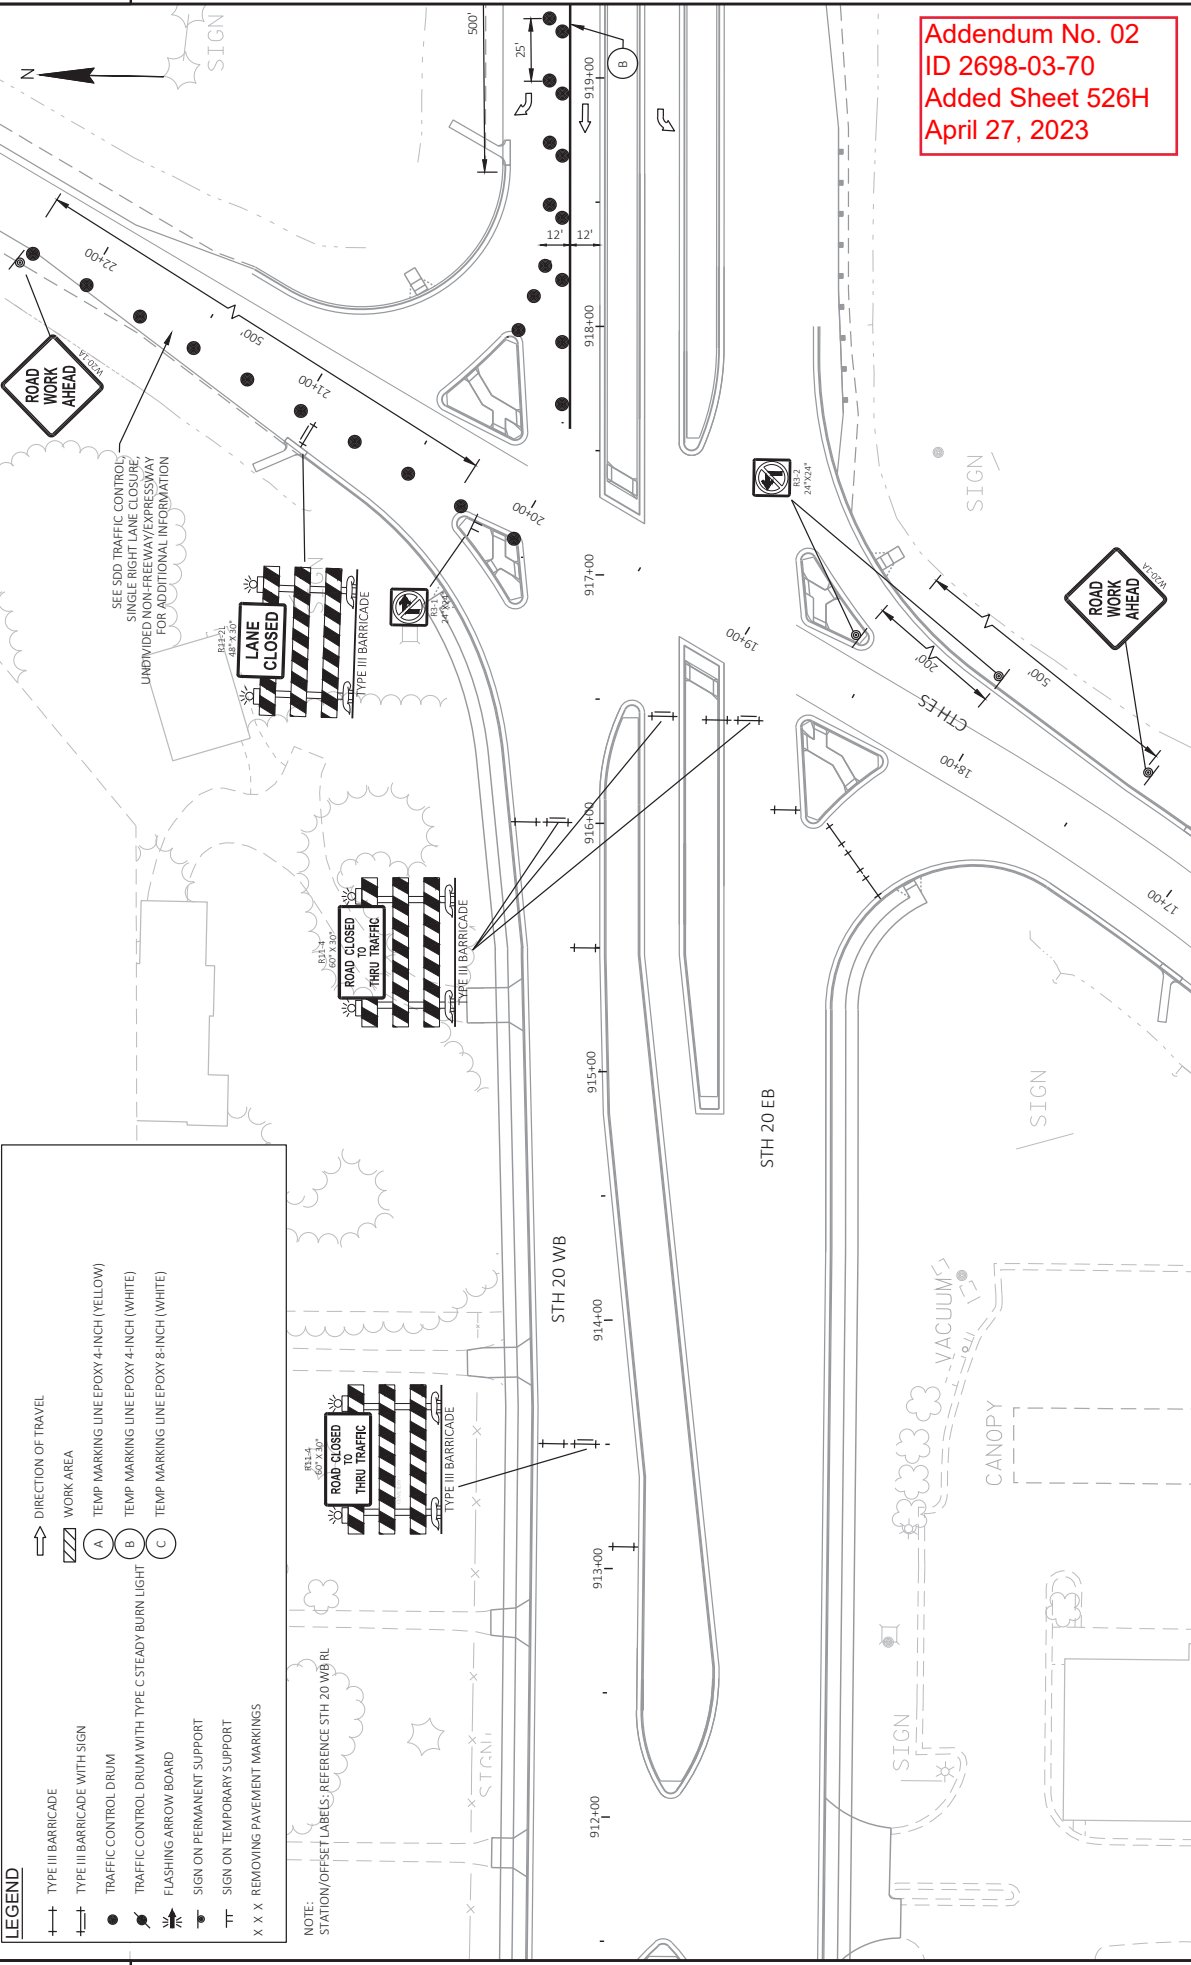 Addendum No. 02
ID 2698-03-70
Added Sheet 526H
April 27, 2023
LEGEND
TYPE III BARRICADE
TYPE III BARRICADE WITH SIGN
TRAFFIC CONTROL DRUM
TRAFFIC CONTROL DRUM WITH TYPE C STEADY BURN LIGHT
FLASHING ARROW BOARD
SIGN ON PERMANENT SUPPORT
SIGN ON TEMPORARY SUPPORT
X X X REMOVING PAVEMENT MARKINGS
DIRECTION OF TRAVEL
WORK AREA
A TEMP MARKING LINE EPOXY 4-INCH (YELLOW)
B TEMP MARKING LINE EPOXY 4-INCH (WHITE)
C TEMP MARKING LINE EPOXY 8-INCH (WHITE)
NOTE:
STATION/OFFSET LABELS: REFERENCE STH 20 WB RL
R11-4
60" X 30"
ROAD CLOSED
TO
THRU TRAFFIC
TYPE III BARRICADE
R11-4
60" X 30"
ROAD CLOSED
TO
THRU TRAFFIC
TYPE III BARRICADE
R11-2L
48" X 30"
LANE
CLOSED
TYPE III BARRICADE
SEE SDD TRAFFIC CONTROL,
SINGLE RIGHT LANE CLOSURE,
UNDIVIDED NON-FREEWAY/EXPRESSWAY
FOR ADDITIONAL INFORMATION
ROAD
WORK
AHEAD
W20-1A
R3-1
24"X24"
R3-2
24"X24"
ROAD
WORK
AHEAD
W20-1A
N
SIGN
SIGN
SIGN
SIGN
SIGN
SIGN
500'
25'
B
12'
12'
500'
200'
500'
22+00
21+00
20+00
19+00
18+00
17+00
CTH ES
912+00
913+00
914+00
915+00
916+00
917+00
918+00
919+00
STH 20 WB
STH 20 EB
VACUUM
CANOPY